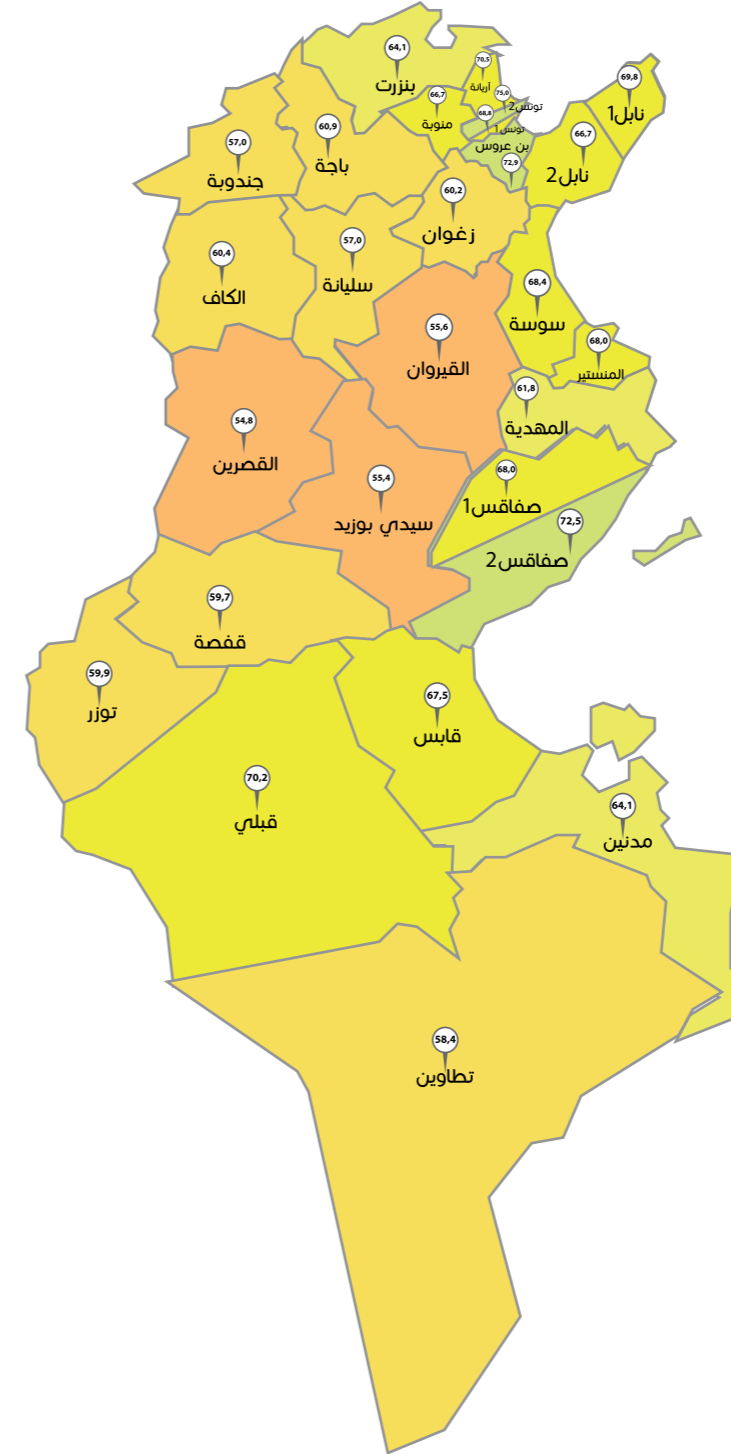 64,1
بنزرت
70,5
أريانة
69,8
نابل1
66,7
منوبة
75,0
تونس2
68,8
تونس1
بن عروس
72,9
66,7
نابل2
60,9
باجة
57,0
جندوبة
60,2
زغوان
60,4
الكاف
57,0
سليانة
68,4
سوسة
55,6
القيروان
68,0
المنستير
61,8
المهدية
54,8
القصرين
55,4
سيدي بوزيد
68,0
صفاقس1
72,5
صفاقس2
59,7
قفصة
59,9
توزر
67,5
قابس
70,2
قبلي
64,1
مدنين
58,4
تطاوين